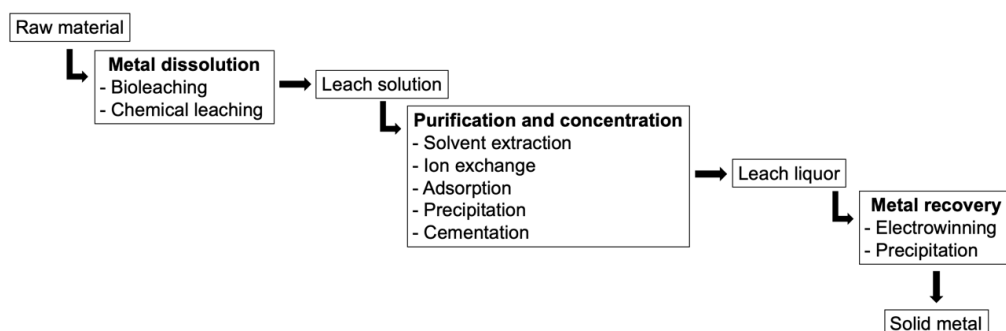 Raw material
Metal dissolution
- Bioleaching
- Chemical leaching
Leach solution
Purification and concentration
- Solvent extraction
- Ion exchange
- Adsorption
- Precipitation
- Cementation
Leach liquor
Metal recovery
- Electrowinning
- Precipitation
Solid metal